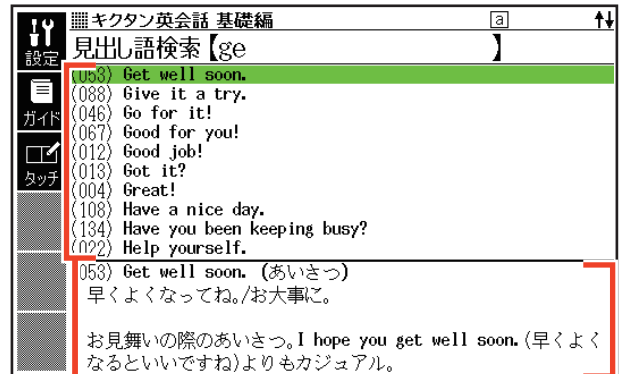 キクタン英会話 基礎編 a
設定
見出し語検索【ge 】
(053) Get well soon.
(088) Give it a try.
ガイド
(046) Go for it!
(067) Good for you!
(012) Good job!
タッチ
(013) Got it?
(004) Great!
(108) Have a nice day.
(134) Have you been keeping busy?
(022) Help yourself.
053) Get well soon. (あいさつ)
早くよくなってね。/お大事に。
お見舞いの際のあいさつ。I hope you get well soon.(早くよく
なるといいですね)よりもカジュアル。